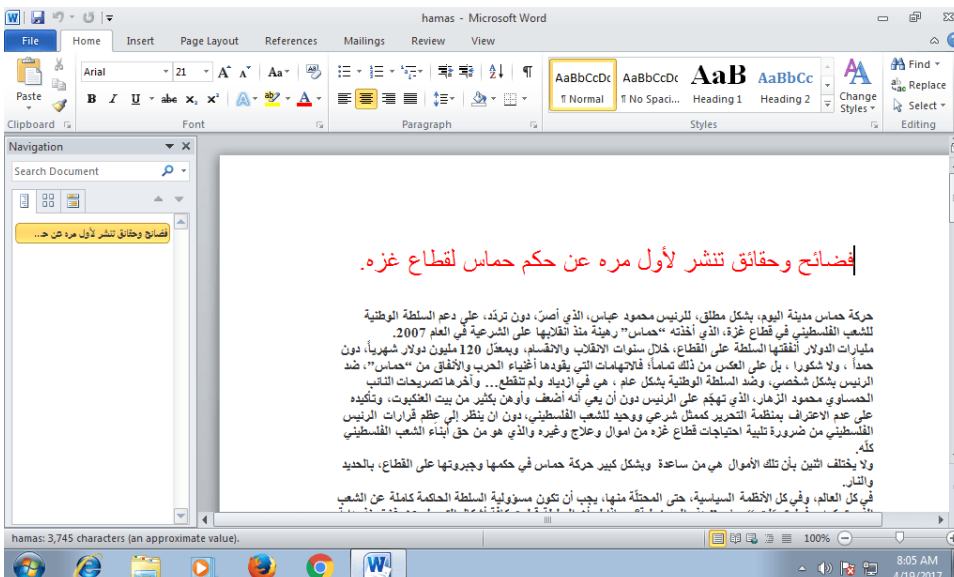 hamas - Microsoft Word
File Home Insert Page Layout References Mailings Review View
Arial 21 Aa
Paste
B I U abc X₂ X²
AaBbCcDc AaBbCcDc AaB AaBbCc
¶ Normal ¶ No Spaci... Heading 1 Heading 2
Change Styles
Find
Replace
Select
Clipboard Font Paragraph Styles Editing
Navigation
Search Document
فضائح وحقائق تنشر لأول مره عن حـ...
فضائح وحقائق تنشر لأول مره عن حكم حماس لقطاع غزه.
حركة حماس مدينة اليوم، بشكل مطلق، للرئيس محمود عباس، الذي أصرّ، دون تردّد، على دعم السلطة الوطنية
للشعب الفلسطيني في قطاع غزة، الذي أخذته "حماس" رهينة منذ انقلابها على الشرعية في العام 2007.
مليارات الدولار أنفقتها السلطة على القطاع، خلال سنوات الانقلاب والانقسام، وبمعدّل 120 مليون دولار شهرياً، دون
حمداً ، ولا شكورا ، بل على العكس من ذلك تماماً: فالاتهامات التي يقودها أغنياء الحرب والأنفاق من "حماس"، ضد
الرئيس بشكل شخصي، وضد السلطة الوطنية بشكل عام ، هي في ازدياد ولم تنقطع... وآخرها تصريحات النائب
الحمساوي محمود الزهار، الذي تهجّم على الرئيس دون أن يعي أنه أضعف وأوهن بكثير من بيت العنكبوت، وتأكيده
على عدم الاعتراف بمنظمة التحرير كممثل شرعي ووحيد للشعب الفلسطيني، دون ان ينظر إلى عظم قرارات الرئيس
الفلسطيني من ضرورة تلبية احتياجات قطاع غزه من اموال وعلاج وغيره والذي هو من حق أبناء الشعب الفلسطيني
كلّه.
ولا يختلف اثنين بأن تلك الأموال هي من ساعدة وبشكل كبير حركة حماس في حكمها وجبروتها على القطاع، بالحديد
والنار.
في كل العالم، وفي كل الأنظمة السياسية، حتى المحتلّة منها، يجب أن تكون مسؤولية السلطة الحاكمة كاملة عن الشعب
hamas: 3,745 characters (an approximate value).
100%
8:05 AM
4/19/2017